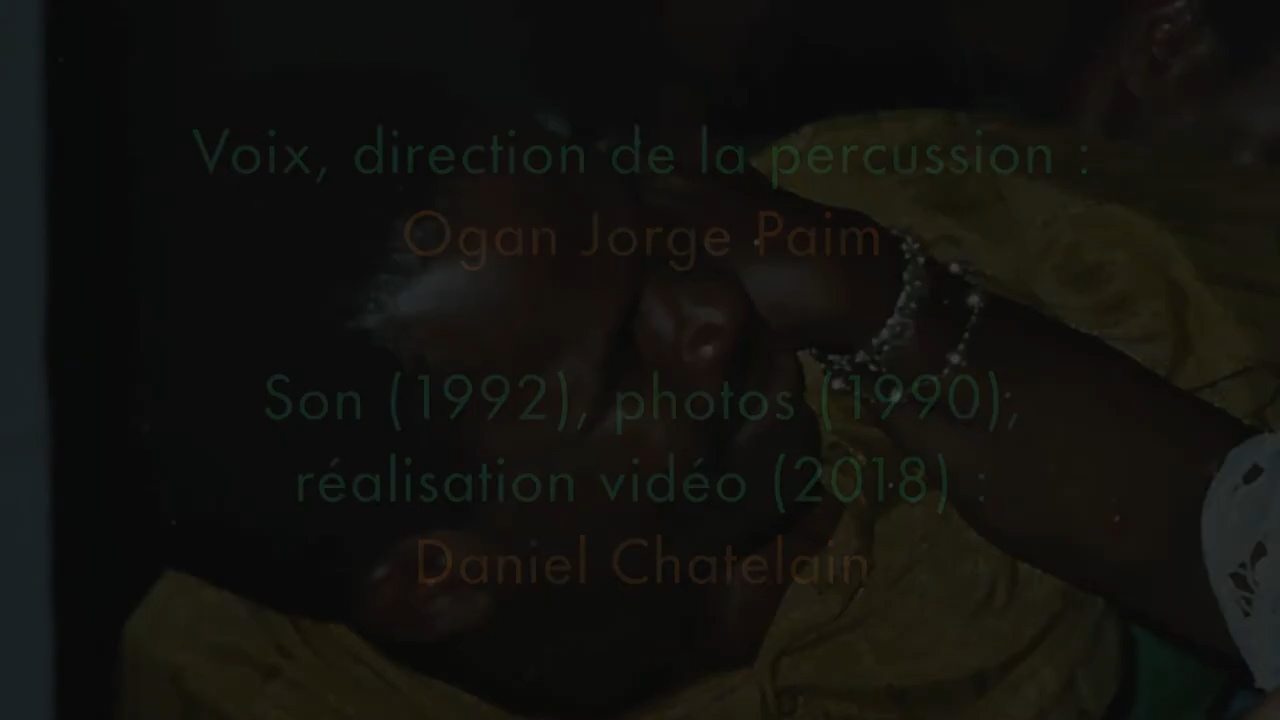 Voix, direction de la percussion :
Ogan Jorge Paim
Son (1992), photos (1990),
réalisation vidéo (2018) :
Daniel Chatelain